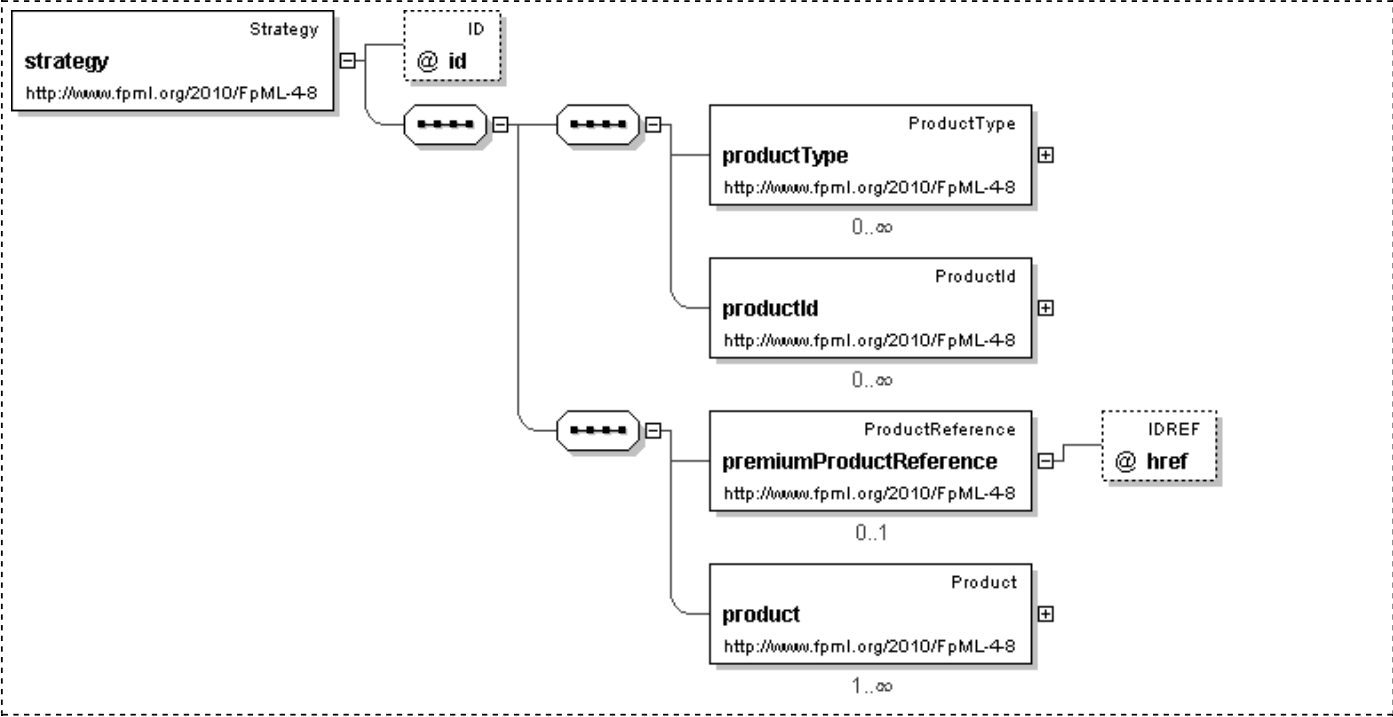 Strategy
strategy
http://www.fpml.org/2010/FpML-4-8
ID
@ id
ProductType
productType
http://www.fpml.org/2010/FpML-4-8
0..∞
ProductId
productId
http://www.fpml.org/2010/FpML-4-8
0..∞
ProductReference
premiumProductReference
http://www.fpml.org/2010/FpML-4-8
0..1
IDREF
@ href
Product
product
http://www.fpml.org/2010/FpML-4-8
1..∞